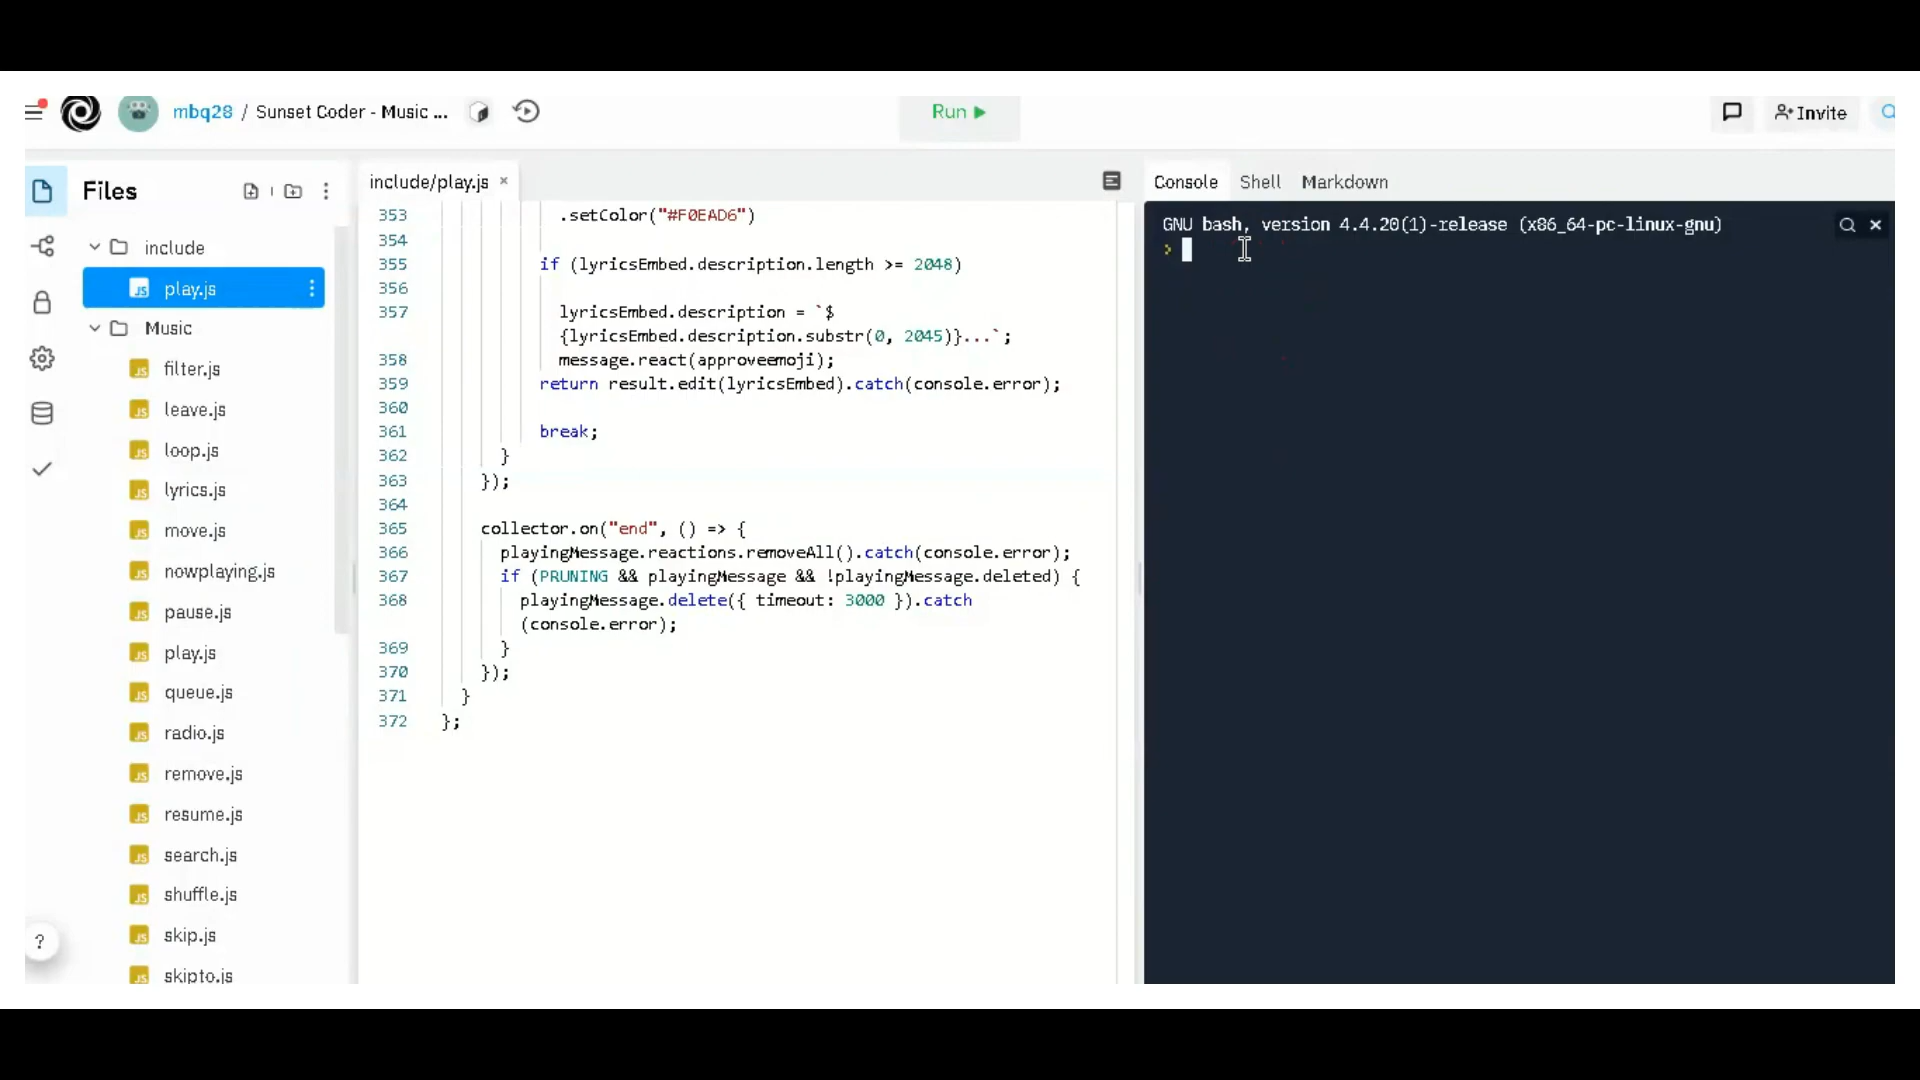 mbq28 / Sunset Coder - Music ...
Run
Invite
Files
include
play.js
Music
filter.js
leave.js
loop.js
lyrics.js
move.js
nowplaying.js
pause.js
play.js
queue.js
radio.js
remove.js
resume.js
search.js
shuffle.js
skip.js
skipto.js
?
include/play.js ×
353 .setColor("#F0EAD6")
354
355 if (lyricsEmbed.description.length >= 2048)
356
357 lyricsEmbed.description = `$
{lyricsEmbed.description.substr(0, 2045)}...`;
358 message.react(approveemoji);
359 return result.edit(lyricsEmbed).catch(console.error);
360
361 break;
362 }
363 });
364
365 collector.on("end", () => {
366 playingMessage.reactions.removeAll().catch(console.error);
367 if (PRUNING && playingMessage && !playingMessage.deleted) {
368 playingMessage.delete({ timeout: 3000 }).catch
(console.error);
369 }
370 });
371 }
372 };
Console Shell Markdown
GNU bash, version 4.4.20(1)-release (x86_64-pc-linux-gnu)
>